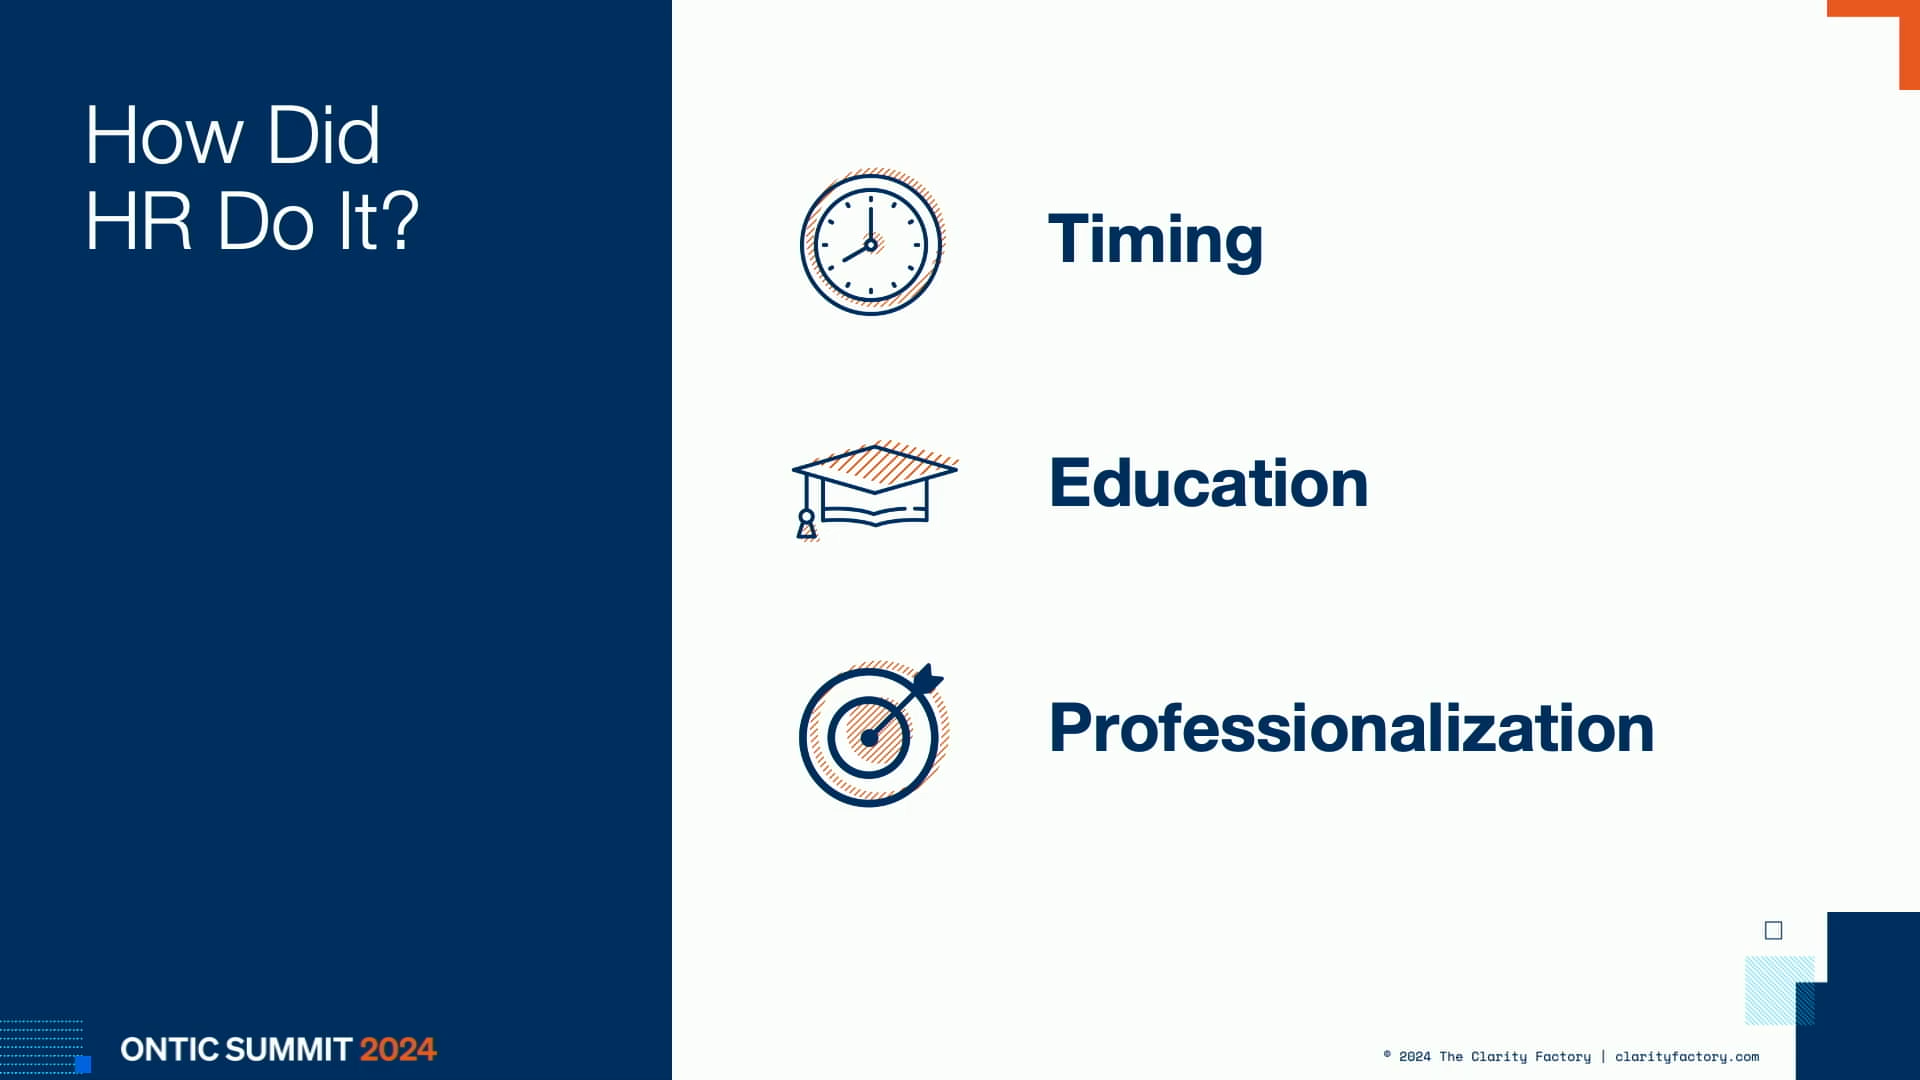 How Did
HR Do It?
Timing
Education
Professionalization
ONTIC SUMMIT 2024
© 2024 The Clarity Factory | clarityfactory.com